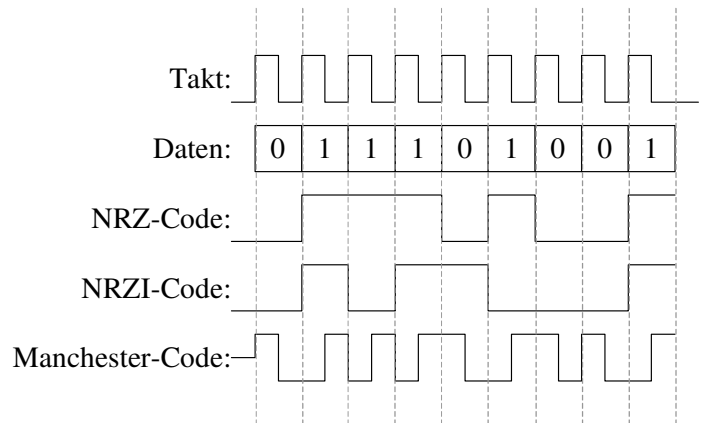 Takt:
Daten: 0 1 1 1 0 1 0 0 1
NRZ-Code:
NRZI-Code:
Manchester-Code: